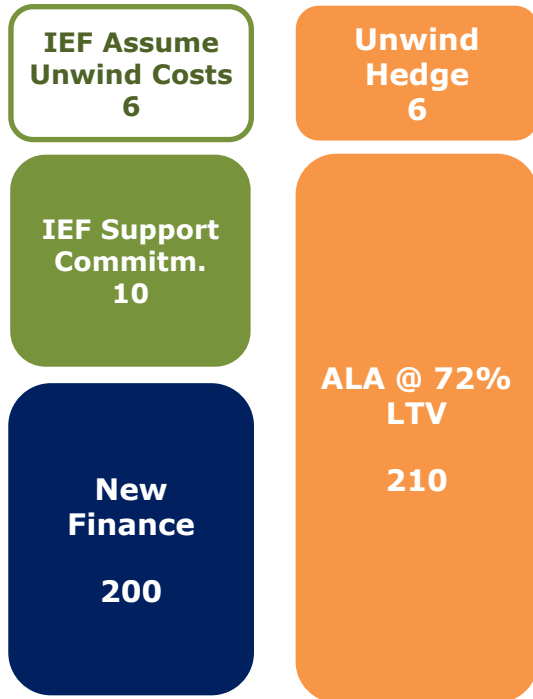 IEF Assume
Unwind Costs
6
Unwind
Hedge
6
IEF Support
Commitm.
10
ALA @ 72%
LTV
210
New
Finance
200